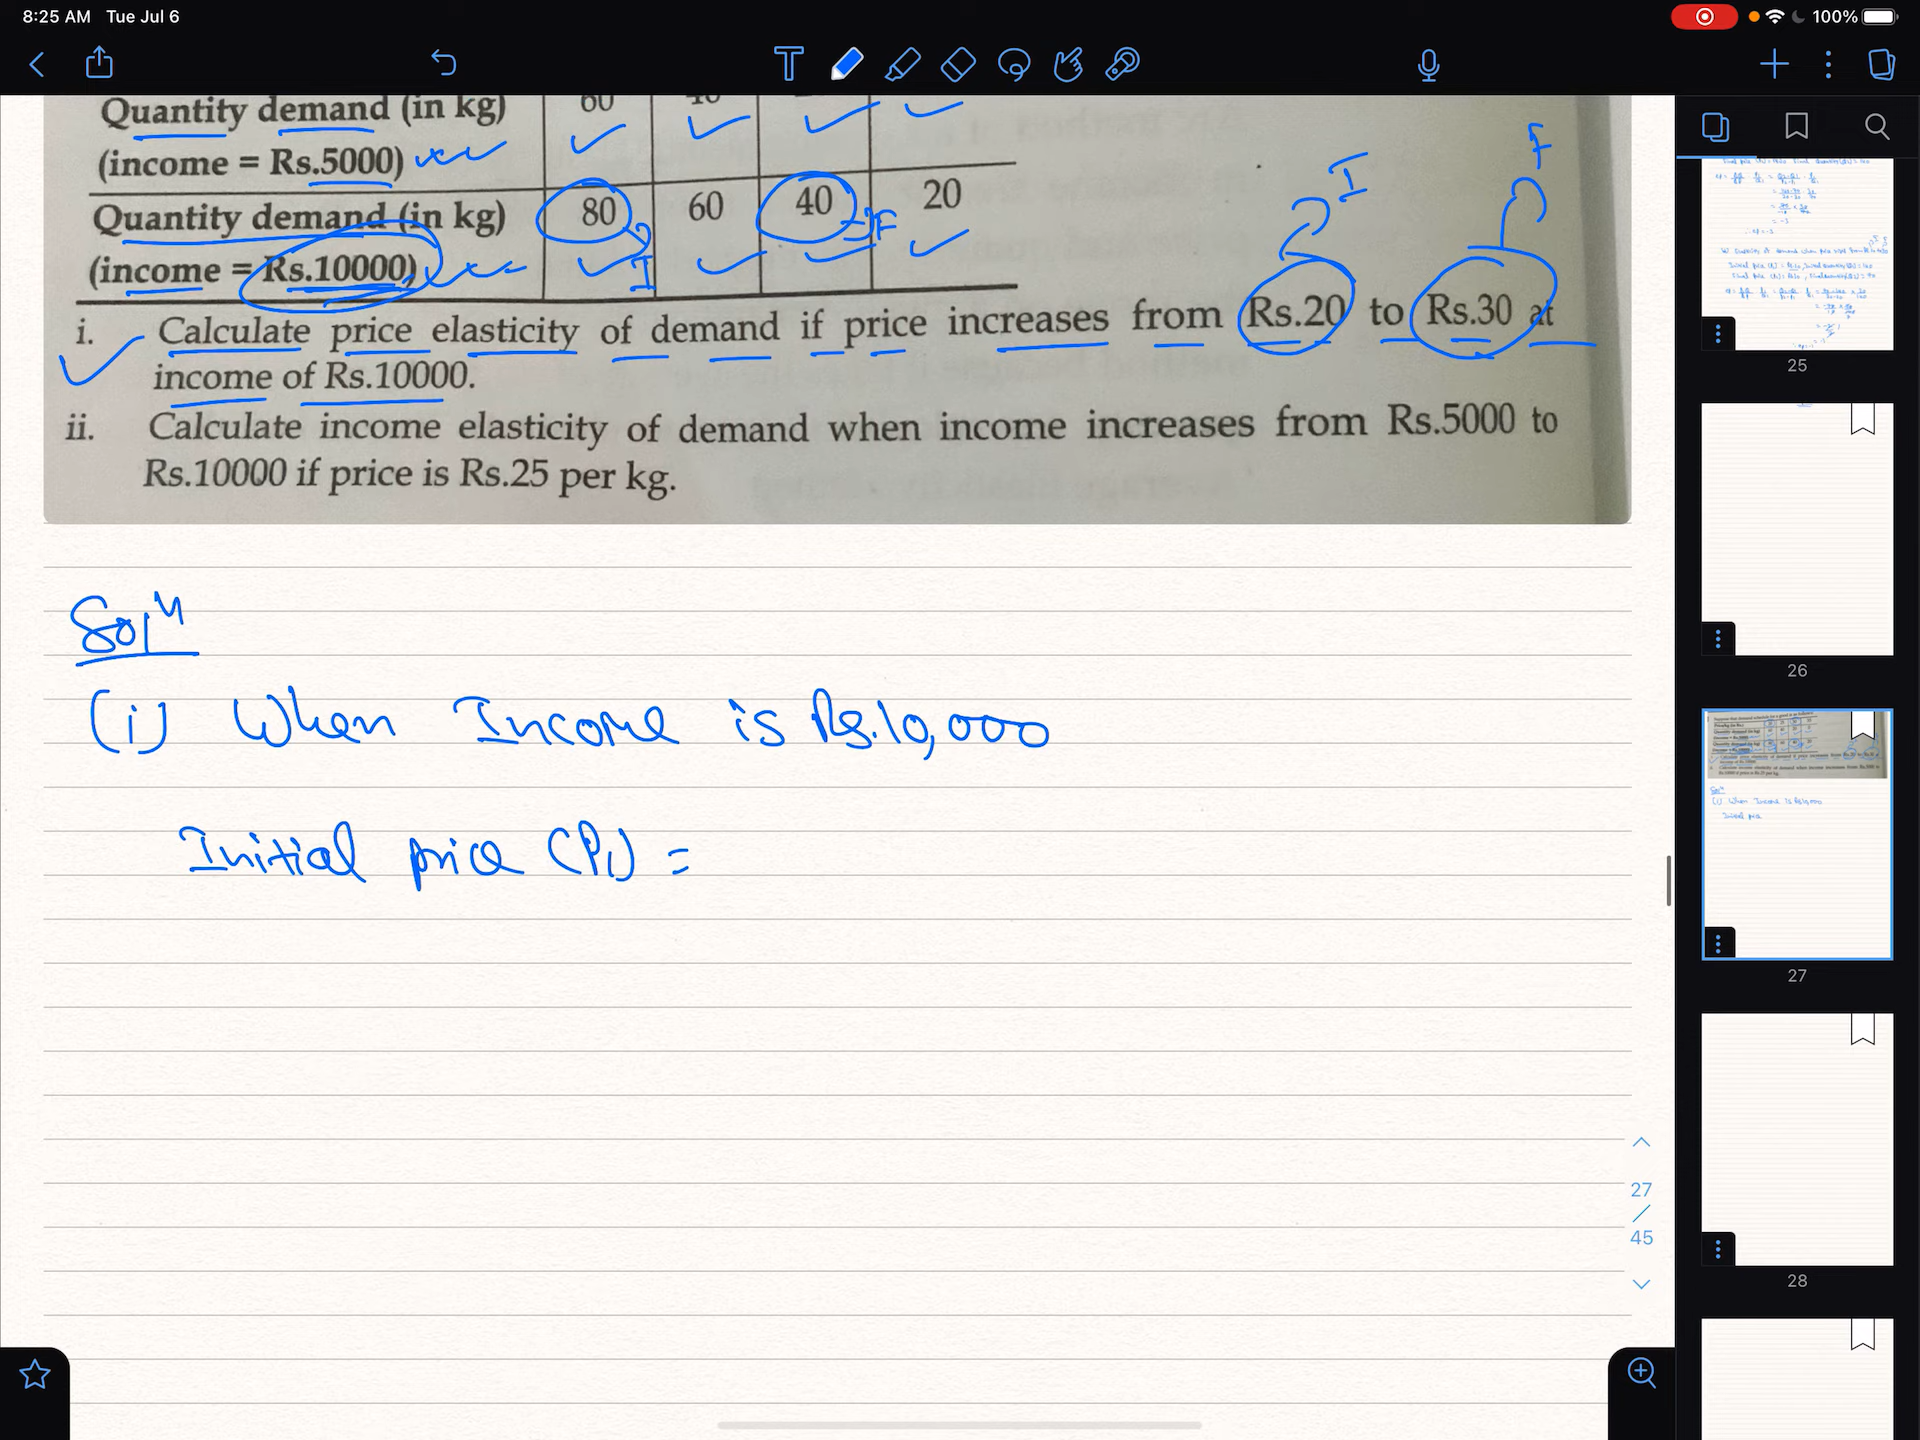 8:25 AM Tue Jul 6
100%
Quantity demand (in kg) 60 40
(income = Rs.5000)
Quantity demand (in kg) 80 60 40 20
(income = Rs.10000)
I
F
I
F
i. Calculate price elasticity of demand if price increases from Rs.20 to Rs.30 at
income of Rs.10000.
ii. Calculate income elasticity of demand when income increases from Rs.5000 to
Rs.10000 if price is Rs.25 per kg.
Solⁿ
(i) When Income is Rs.10,000
Initial price (P₁) =
27
/
45
25
26
27
28